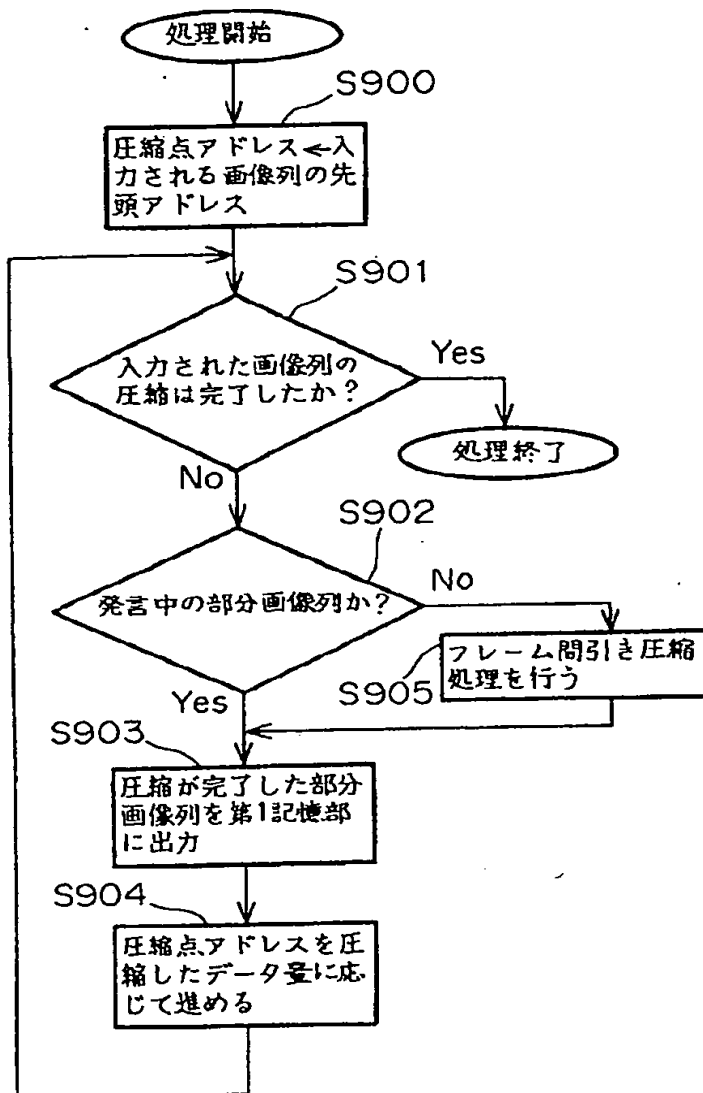 処理開始
S900
圧縮点アドレス←入
力される画像列の先
頭アドレス
S901
入力された画像列の
圧縮は完了したか?
Yes
処理終了
No
S902
発言中の部分画像列か?
No
フレーム間引き圧縮
処理を行う
S905
Yes
S903
圧縮が完了した部分
画像列を第1記憶部
に出力
S904
圧縮点アドレスを圧
縮したデータ量に応
じて進める